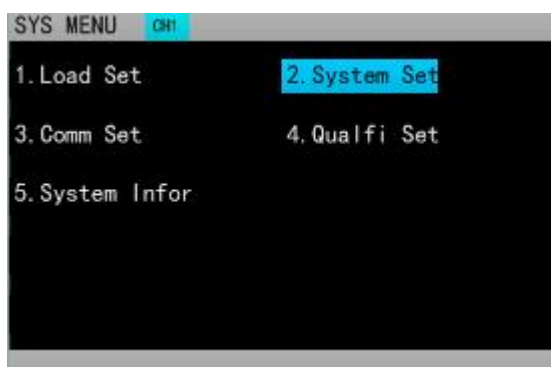 SYS MENU CH1
1.Load Set 2.System Set
3.Comm Set 4.Qualfi Set
5.System Infor